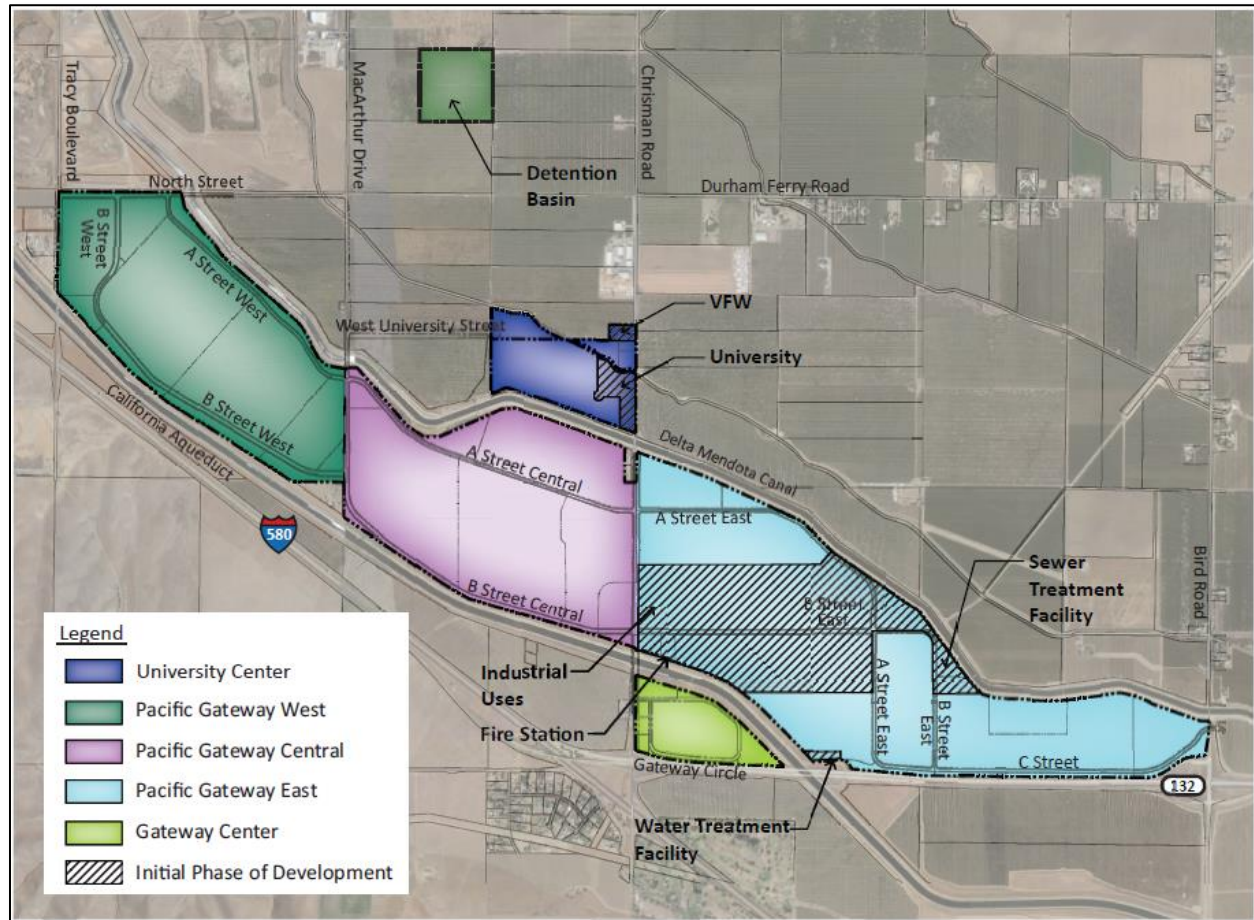 Tracy Boulevard
MacArthur Drive
Chrisman Road
Detention
Basin
North Street
Durham Ferry Road
B Street
West
A Street West
VFW
West University Street
University
B Street West
California Aqueduct
Delta Mendota Canal
A Street Central
A Street East
580
Sewer
Treatment
Facility
Bird Road
B Street Central
B Street
East
Industrial
Uses
A Street East
B Street
East
Fire Station
Gateway Circle
C Street
132
Water Treatment
Facility
Legend
University Center
Pacific Gateway West
Pacific Gateway Central
Pacific Gateway East
Gateway Center
Initial Phase of Development